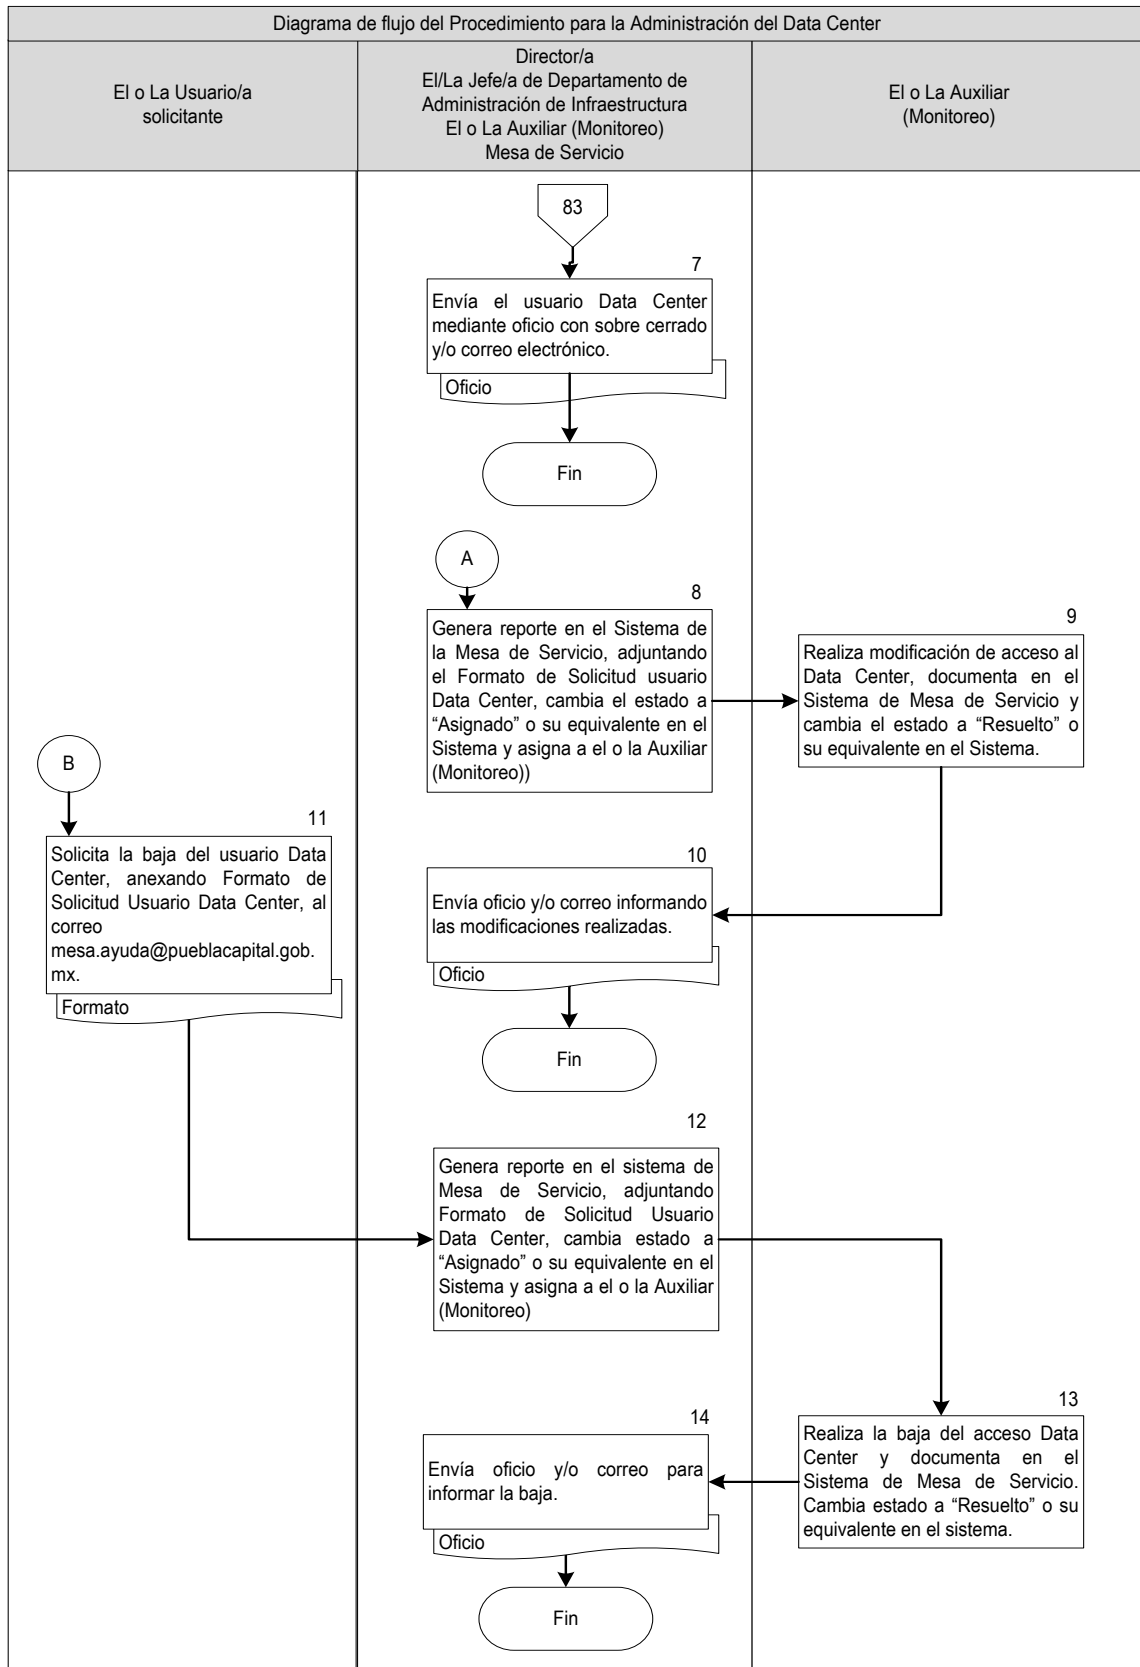 Diagrama de flujo del Procedimiento para la Administración del Data Center
El o La Usuario/a
solicitante
Director/a
El/La Jefe/a de Departamento de
Administración de Infraestructura
El o La Auxiliar (Monitoreo)
Mesa de Servicio
El o La Auxiliar
(Monitoreo)
83
7
Envía el usuario Data Center
mediante oficio con sobre cerrado
y/o correo electrónico.
Oficio
Fin
A
8
Genera reporte en el Sistema de
la Mesa de Servicio, adjuntando
el Formato de Solicitud usuario
Data Center, cambia el estado a
“Asignado” o su equivalente en el
Sistema y asigna a el o la Auxiliar
(Monitoreo))
9
Realiza modificación de acceso al
Data Center, documenta en el
Sistema de Mesa de Servicio y
cambia el estado a “Resuelto” o
su equivalente en el Sistema.
10
Envía oficio y/o correo informando
las modificaciones realizadas.
Oficio
Fin
B
11
Solicita la baja del usuario Data
Center, anexando Formato de
Solicitud Usuario Data Center, al
correo
mesa.ayuda@pueblacapital.gob.
mx.
Formato
12
Genera reporte en el sistema de
Mesa de Servicio, adjuntando
Formato de Solicitud Usuario
Data Center, cambia estado a
“Asignado” o su equivalente en el
Sistema y asigna a el o la Auxiliar
(Monitoreo)
13
Realiza la baja del acceso Data
Center y documenta en el
Sistema de Mesa de Servicio.
Cambia estado a “Resuelto” o su
equivalente en el sistema.
14
Envía oficio y/o correo para
informar la baja.
Oficio
Fin